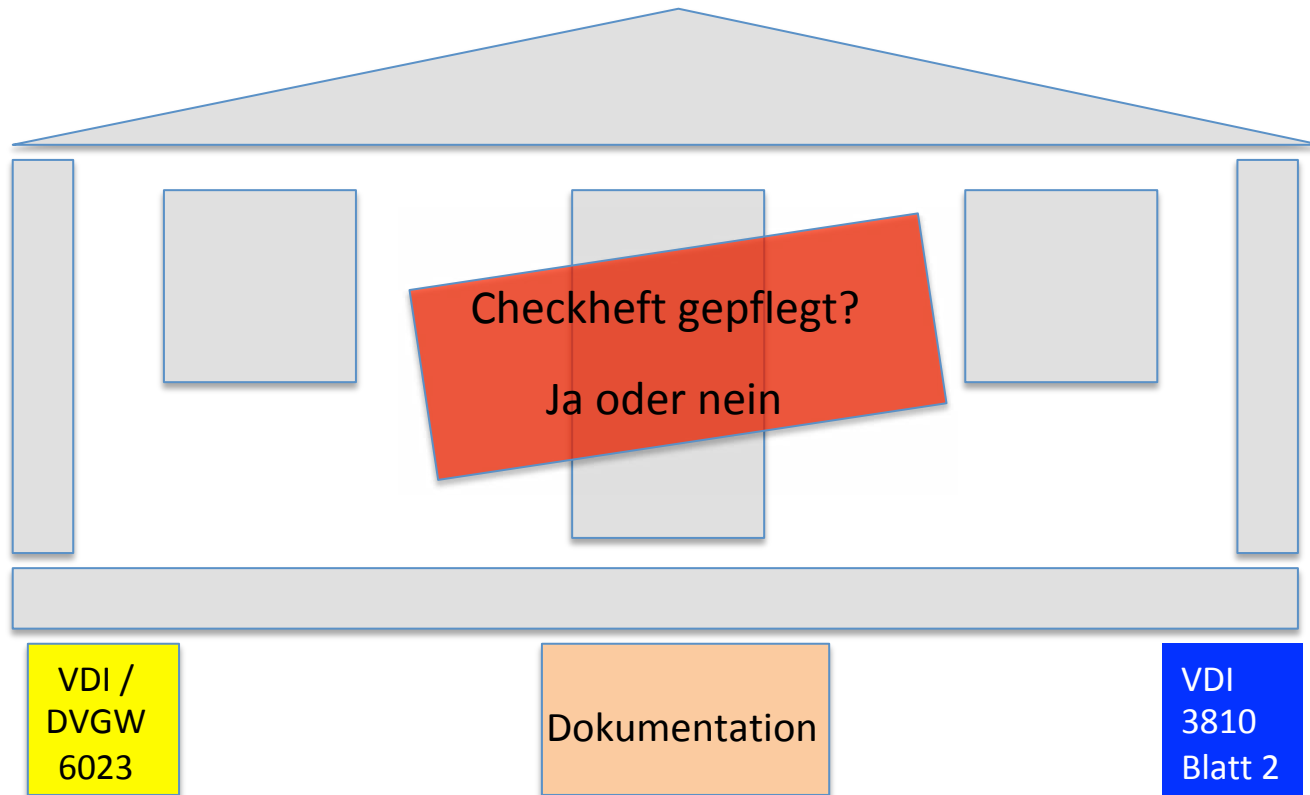 Checkheft gepflegt?
Ja oder nein
VDI /
DVGW
6023
Dokumentation
VDI
3810
Blatt 2